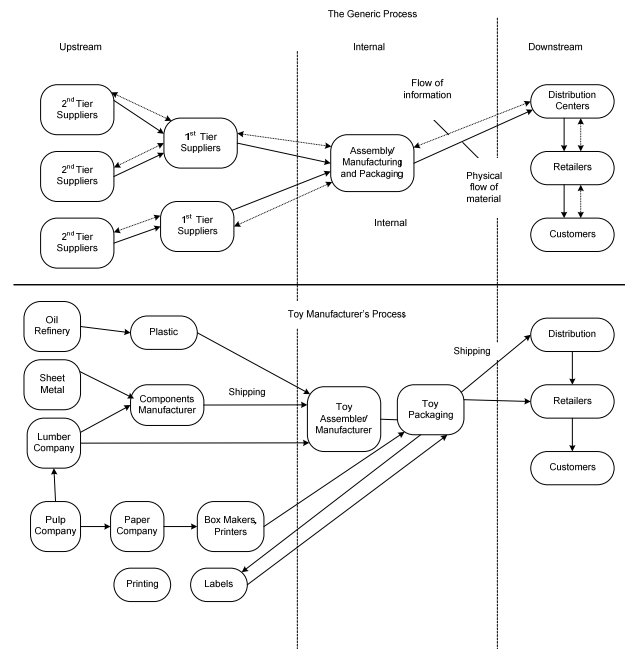 The Generic Process
Upstream
Internal
Downstream
2nd Tier
Suppliers
1st Tier
Suppliers
2nd Tier
Suppliers
2nd Tier
Suppliers
1st Tier
Suppliers
Assembly/
Manufacturing
and Packaging
Internal
Flow of
information
Physical
flow of
material
Distribution
Centers
Retailers
Customers
Toy Manufacturer's Process
Oil
Refinery
Plastic
Sheet
Metal
Components
Manufacturer
Shipping
Lumber
Company
Toy
Assembler/
Manufacturer
Toy
Packaging
Shipping
Distribution
Retailers
Customers
Pulp
Company
Paper
Company
Box Makers,
Printers
Printing
Labels